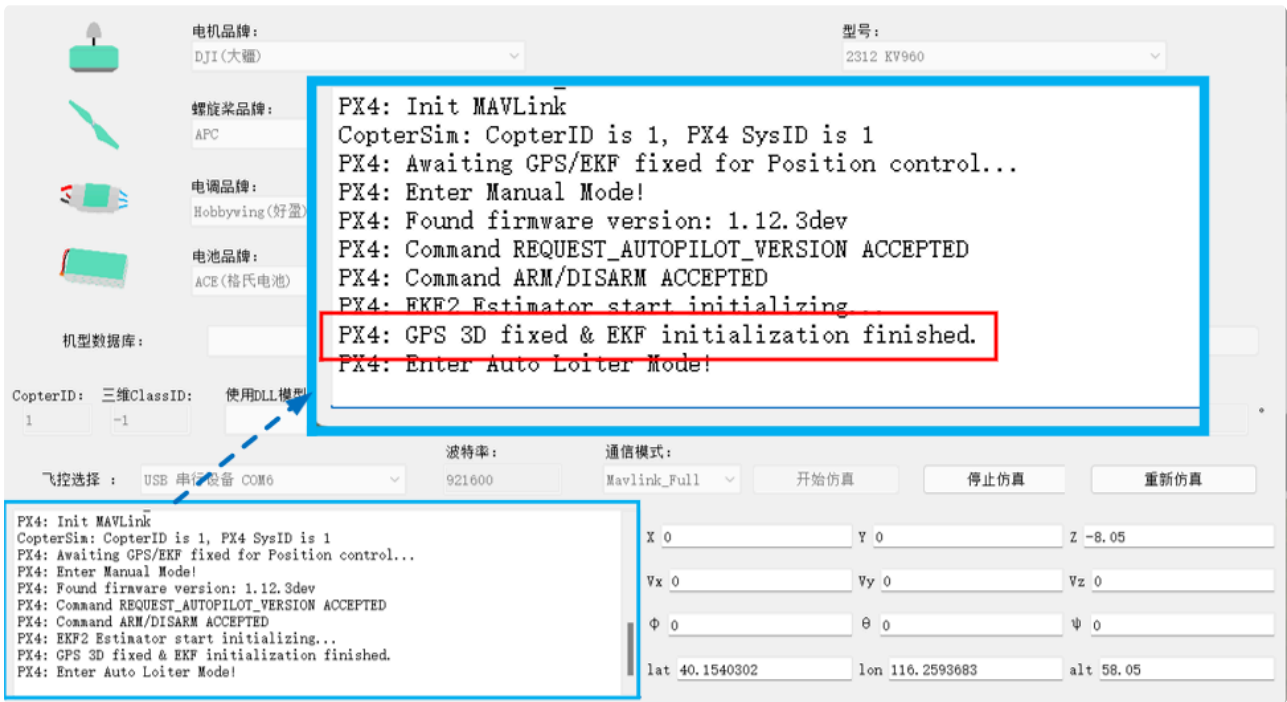 电机品牌: 型号:
DJI(大疆) 2312 KV960
螺旋桨品牌:
APC
电调品牌:
Hobbywing(好盈)
电池品牌:
ACE(格氏电池)
机型数据库:
PX4: Init MAVLink
CopterSim: CopterID is 1, PX4 SysID is 1
PX4: Awaiting GPS/EKF fixed for Position control...
PX4: Enter Manual Mode!
PX4: Found firmware version: 1.12.3dev
PX4: Command REQUEST_AUTOPILOT_VERSION ACCEPTED
PX4: Command ARM/DISARM ACCEPTED
PX4: EKF2 Estimator start initializing...
PX4: GPS 3D fixed & EKF initialization finished.
PX4: Enter Auto Loiter Mode!
CopterID: 三维ClassID: 使用DLL模型
1 -1 °
波特率: 通信模式:
飞控选择 : USB 串行设备 COM6 921600 Mavlink_Full 开始仿真 停止仿真 重新仿真
PX4: Init MAVLink
CopterSim: CopterID is 1, PX4 SysID is 1
PX4: Awaiting GPS/EKF fixed for Position control...
PX4: Enter Manual Mode!
PX4: Found firmware version: 1.12.3dev
PX4: Command REQUEST_AUTOPILOT_VERSION ACCEPTED
PX4: Command ARM/DISARM ACCEPTED
PX4: EKF2 Estimator start initializing...
PX4: GPS 3D fixed & EKF initialization finished.
PX4: Enter Auto Loiter Mode!
X 0 Y 0 Z -8.05
Vx 0 Vy 0 Vz 0
Φ 0 θ 0 ψ 0
lat 40.1540302 lon 116.2593683 alt 58.05